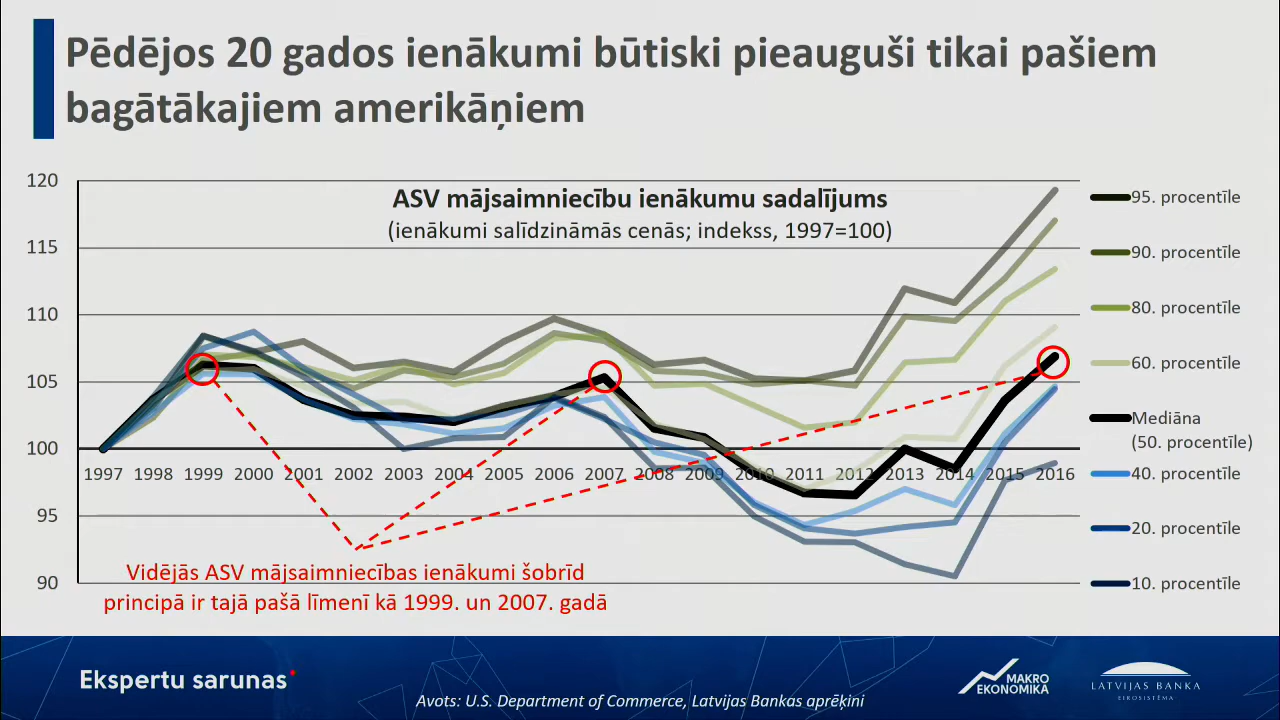 Pēdējos 20 gados ienākumi būtiski pieauguši tikai pašiem
bagātākajiem amerikāņiem
ASV mājsaimniecību ienākumu sadalījums
(ienākumi salīdzināmās cenās; indekss, 1997=100)
120
115
110
105
100
95
90
1997 1998 1999 2000 2001 2002 2003 2004 2005 2006 2007 2008 2009 2010 2011 2012 2013 2014 2015 2016
95. procentīle
90. procentīle
80. procentīle
60. procentīle
Mediāna
(50. procentīle)
40. procentīle
20. procentīle
10. procentīle
Vidējās ASV mājsaimniecības ienākumi šobrīd
principā ir tajā pašā līmenī kā 1999. un 2007. gadā
Ekspertu sarunas
Avots: U.S. Department of Commerce, Latvijas Bankas aprēķini
MAKRO
EKONOMIKA
LATVIJAS BANKA
EIROSISTĒMA